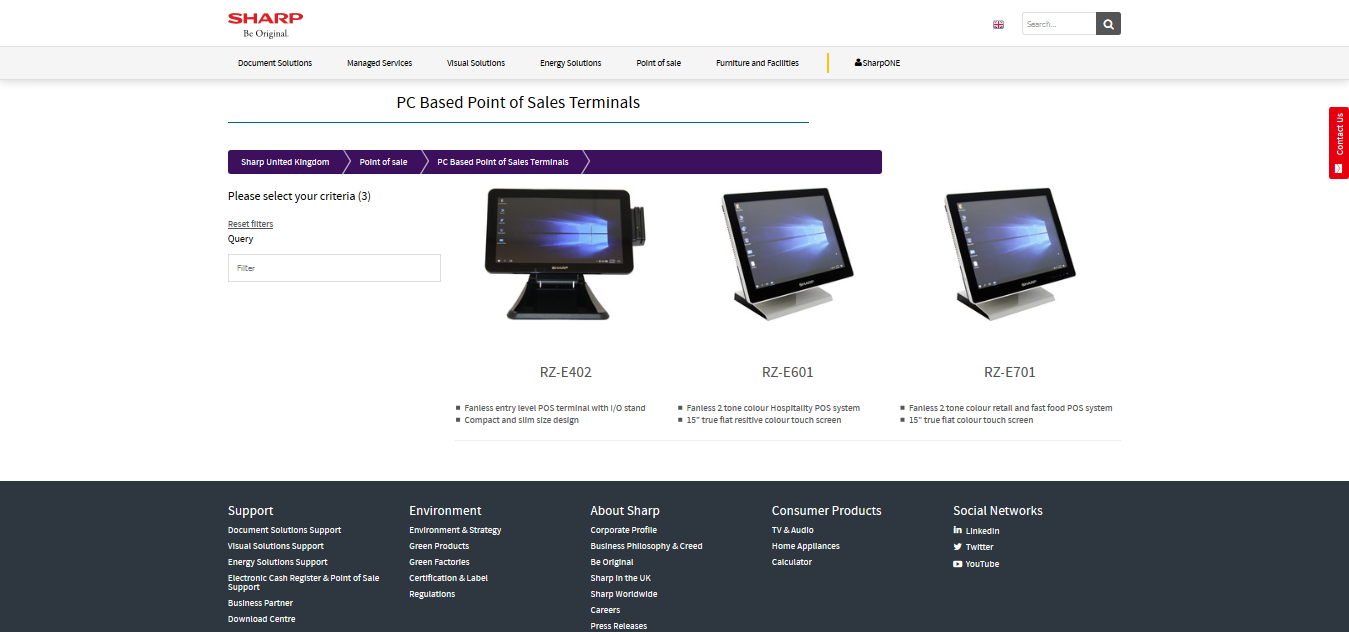 SHARP
Be Original.
Search...
Document Solutions
Managed Services
Visual Solutions
Energy Solutions
Point of sale
Furniture and Facilities
SharpONE
PC Based Point of Sales Terminals
Contact Us
Sharp United Kingdom
Point of sale
PC Based Point of Sales Terminals
Please select your criteria (3)
Reset filters
Query
Filter
SHARP
SHARP
SHARP
RZ-E402
Fanless entry level POS terminal with I/O stand
Compact and slim size design
RZ-E601
Fanless 2 tone colour Hospitality POS system
15" true flat resitive colour touch screen
RZ-E701
Fanless 2 tone colour retail and fast food POS system
15" true flat colour touch screen
Support
Document Solutions Support
Visual Solutions Support
Energy Solutions Support
Electronic Cash Register & Point of Sale
Support
Business Partner
Download Centre
Environment
Environment & Strategy
Green Products
Green Factories
Certification & Label
Regulations
About Sharp
Corporate Profile
Business Philosophy & Creed
Be Original
Sharp in the UK
Sharp Worldwide
Careers
Press Releases
Consumer Products
TV & Audio
Home Appliances
Calculator
Social Networks
LinkedIn
Twitter
YouTube